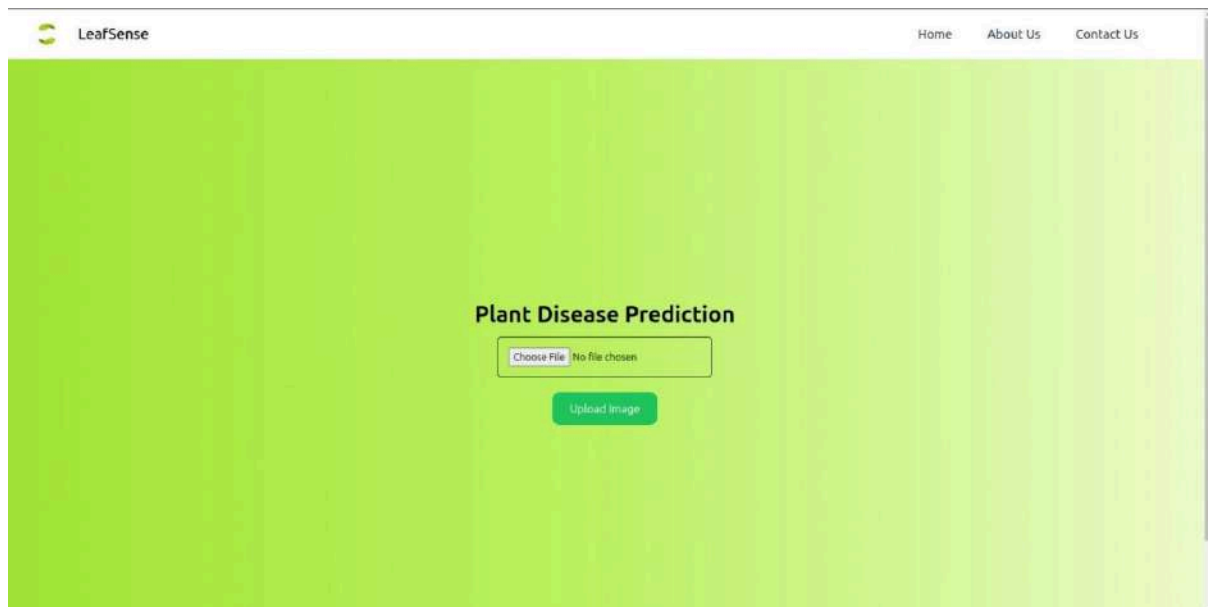 LeafSense Home About Us Contact Us
Plant Disease Prediction
Choose File No file chosen
Upload Image